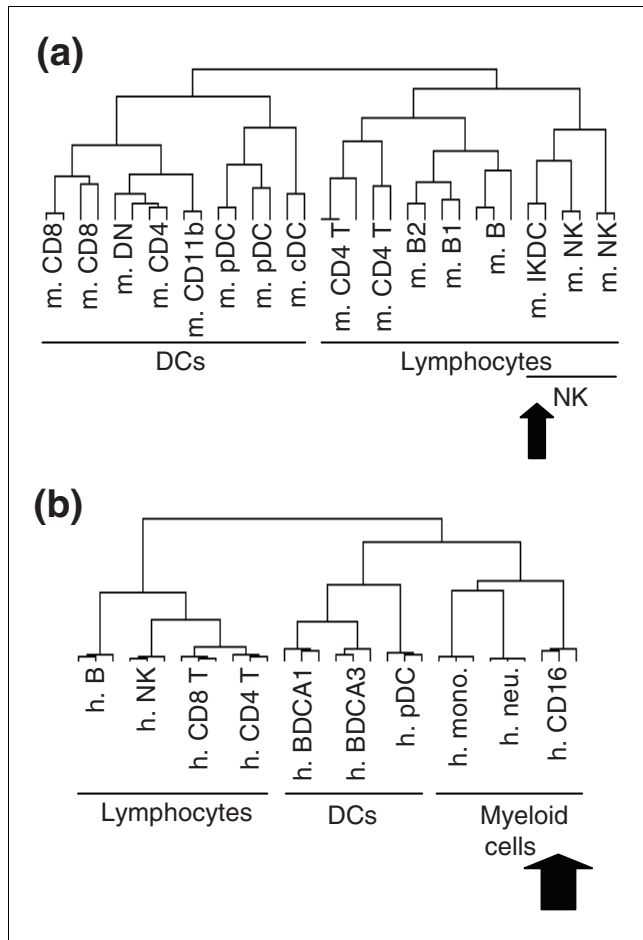 (a)
m. CD8
m. CD8
m. DN
m. CD4
m. CD11b
m. pDC
m. pDC
m. cDC
m. CD4 T
m. CD4 T
m. B2
m. B1
m. B
m. IKDC
m. NK
m. NK
DCs
Lymphocytes
NK
(b)
h. B
h. NK
h. CD8 T
h. CD4 T
h. BDCA1
h. BDCA3
h. pDC
h. mono.
h. neu.
h. CD16
Lymphocytes
DCs
Myeloid
cells